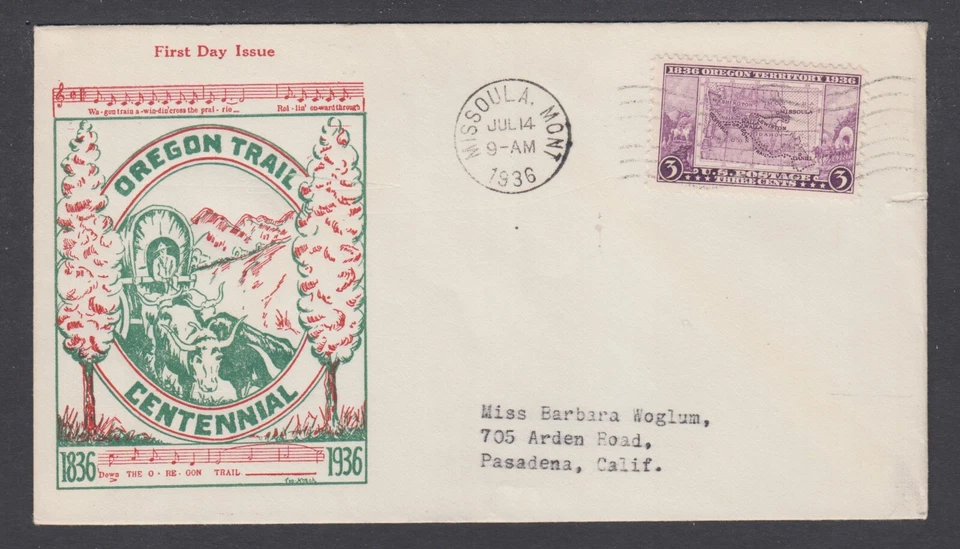 First Day Issue
Wa-gon train a-win-din' cross the prai-rie__ Rol-lin' on-ward through
OREGON TRAIL
CENTENNIAL
1836
Down THE O-RE-GON TRAIL
1936
MISSOULA, MONT
JUL 14
9-AM
1936
1836 OREGON TERRITORY 1936
MISSOULA
IDAHO
3 U.S. POSTAGE 3
THREE CENTS
Miss Barbara Woglum,
705 Arden Road,
Pasadena, Calif.